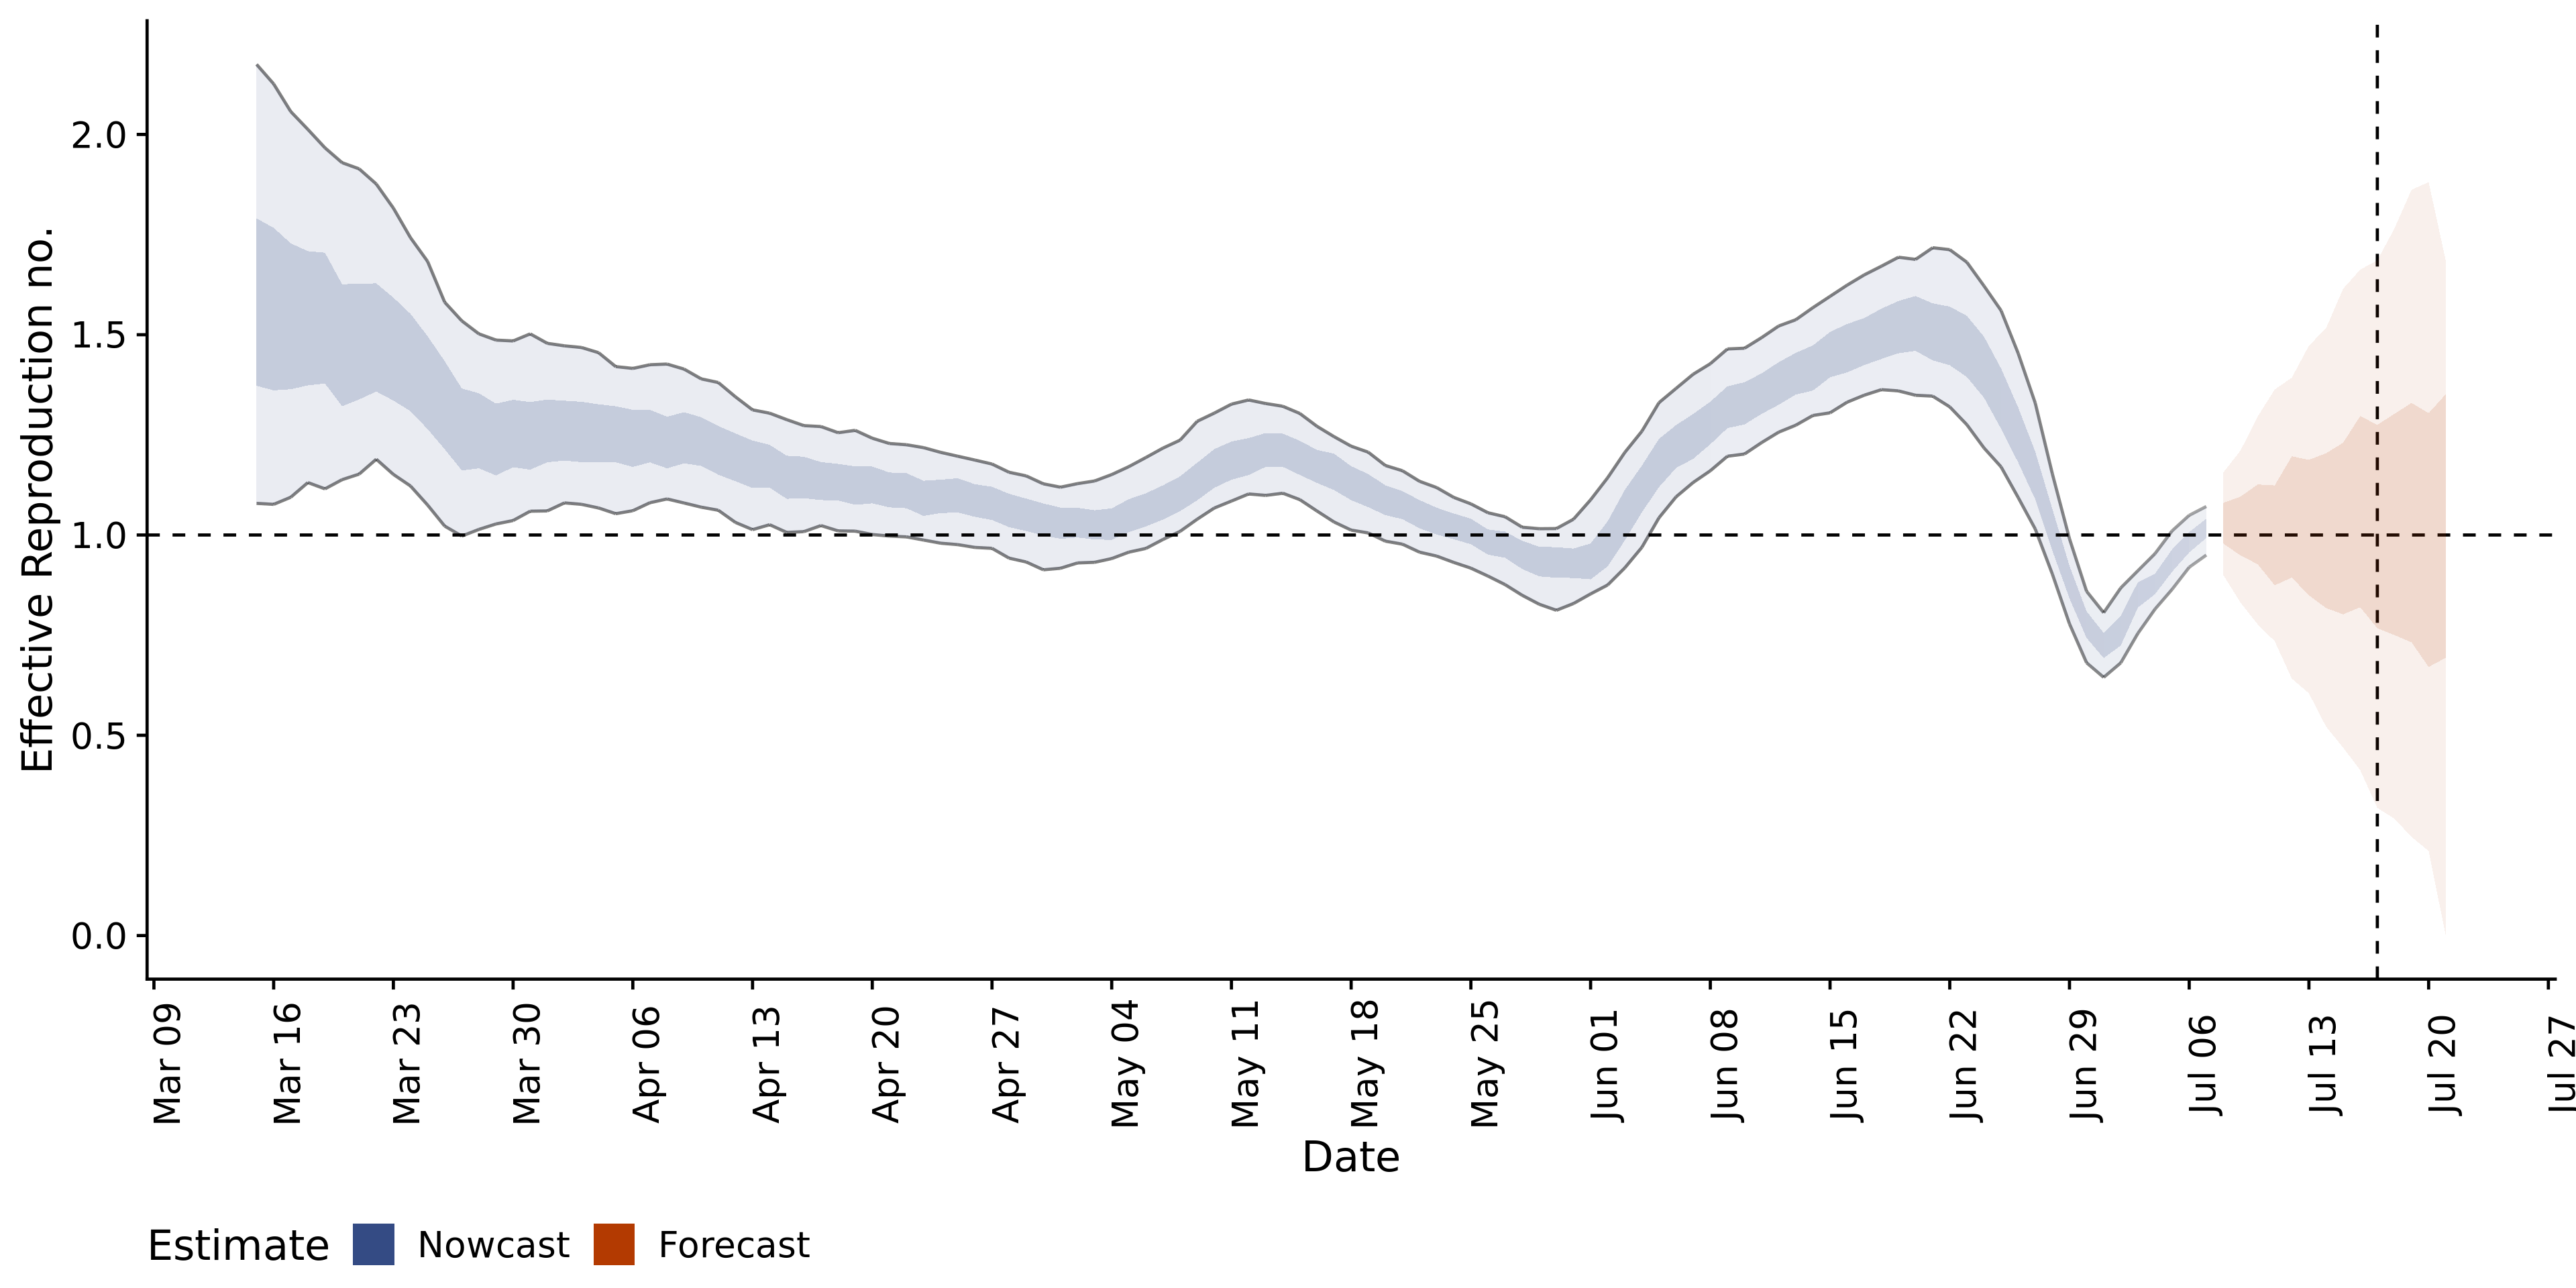 Effective Reproduction no.
2.0
1.5
1.0
0.5
0.0
Mar 09
Mar 16
Mar 23
Mar 30
Apr 06
Apr 13
Apr 20
Apr 27
May 04
May 11
May 18
May 25
Jun 01
Jun 08
Jun 15
Jun 22
Jun 29
Jul 06
Jul 13
Jul 20
Jul 27
Date
Estimate Nowcast Forecast